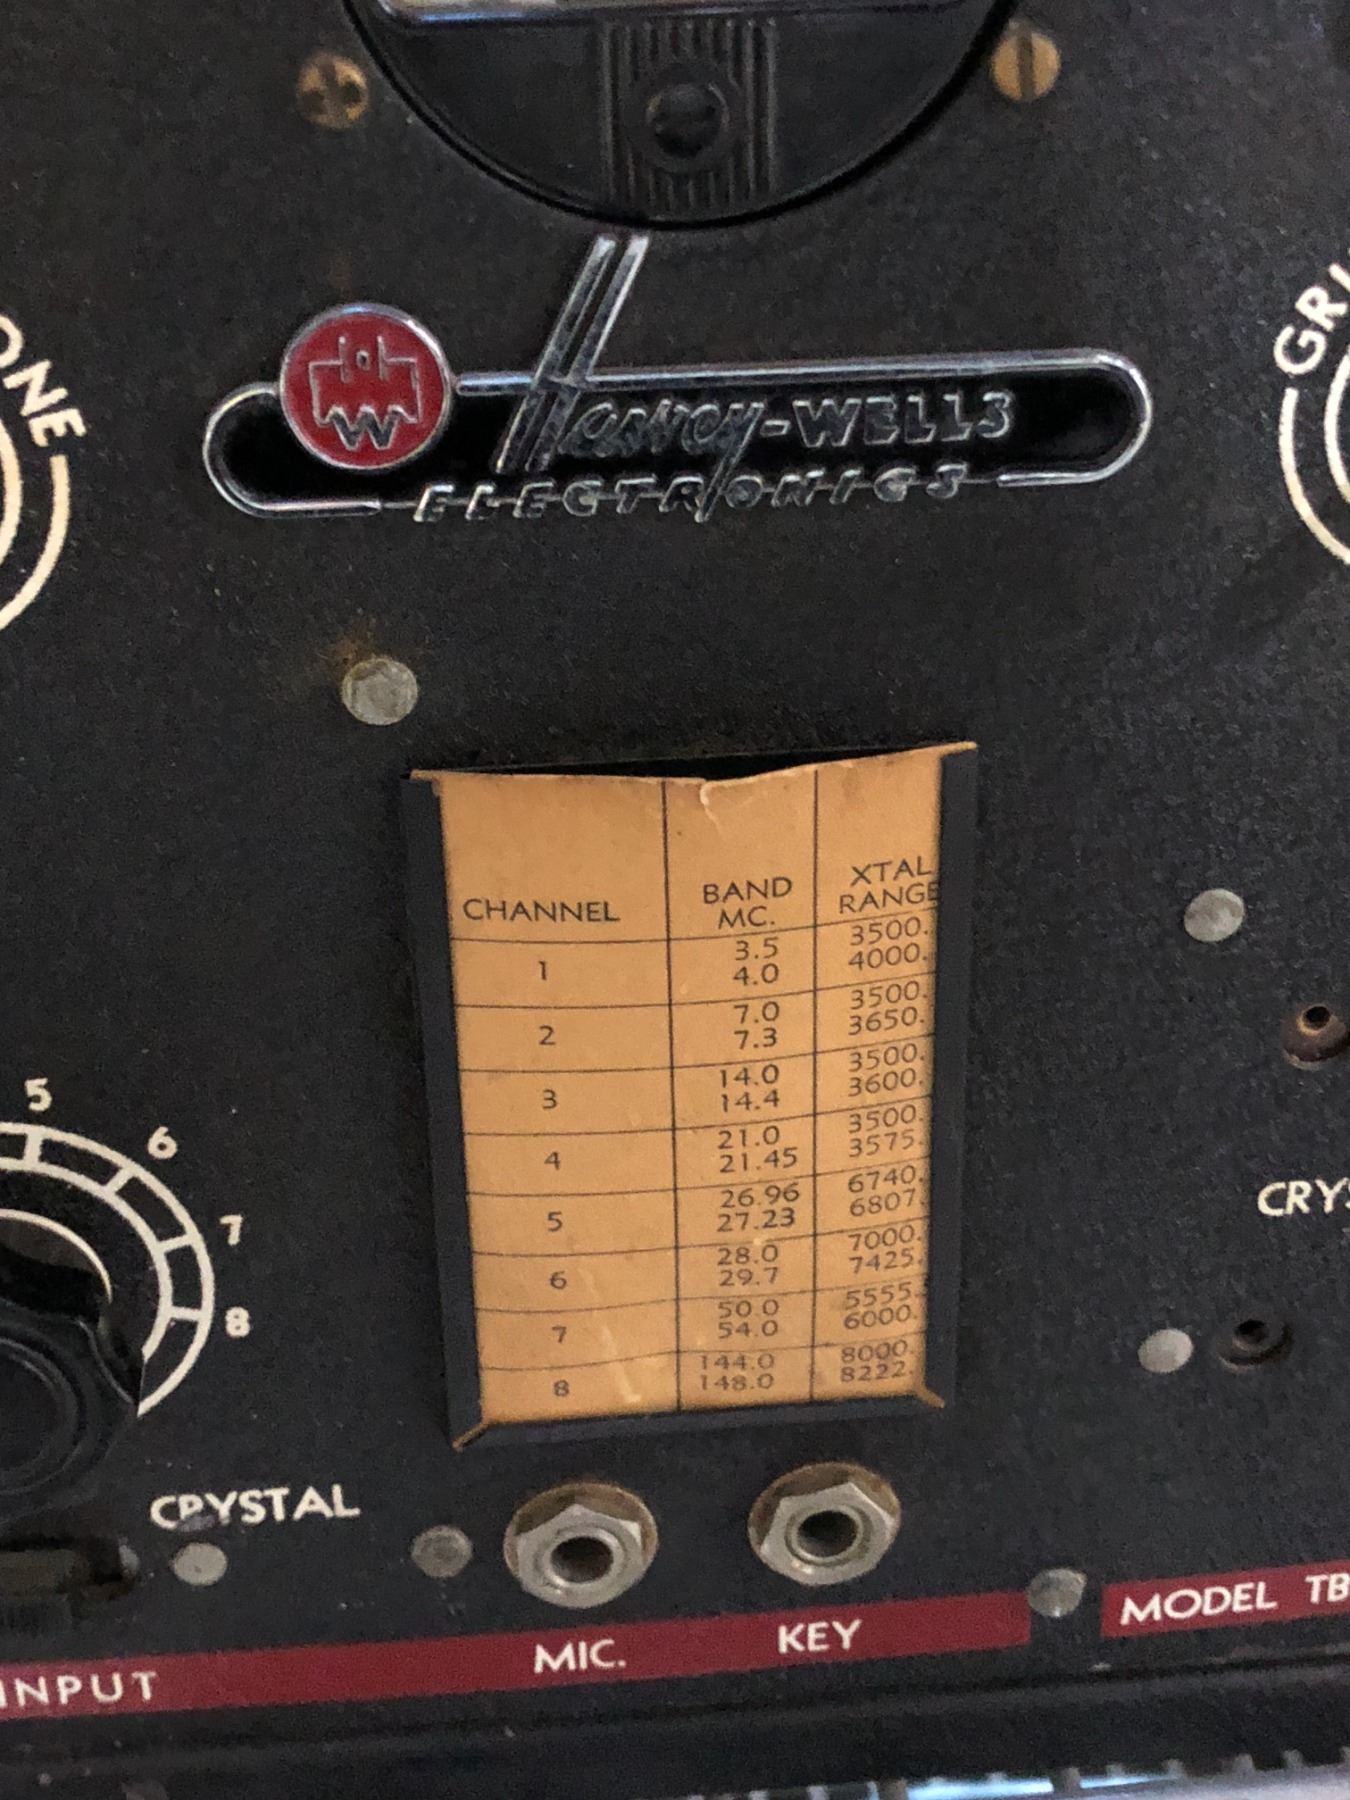 HW
Harvey-WELLS
ELECTRONICS
CHANNEL BAND MC. XTAL RANGE
1 3.5 4.0 3500. 4000.
2 7.0 7.3 3500. 3650.
3 14.0 14.4 3500. 3600.
4 21.0 21.45 3500. 3575.
5 26.96 27.23 6740. 6807.
6 28.0 29.7 7000. 7425.
7 50.0 54.0 5555. 6000.
8 144.0 148.0 8000. 8222.
5
6
7
8
CRYSTAL
INPUT
MIC.
KEY
MODEL TB